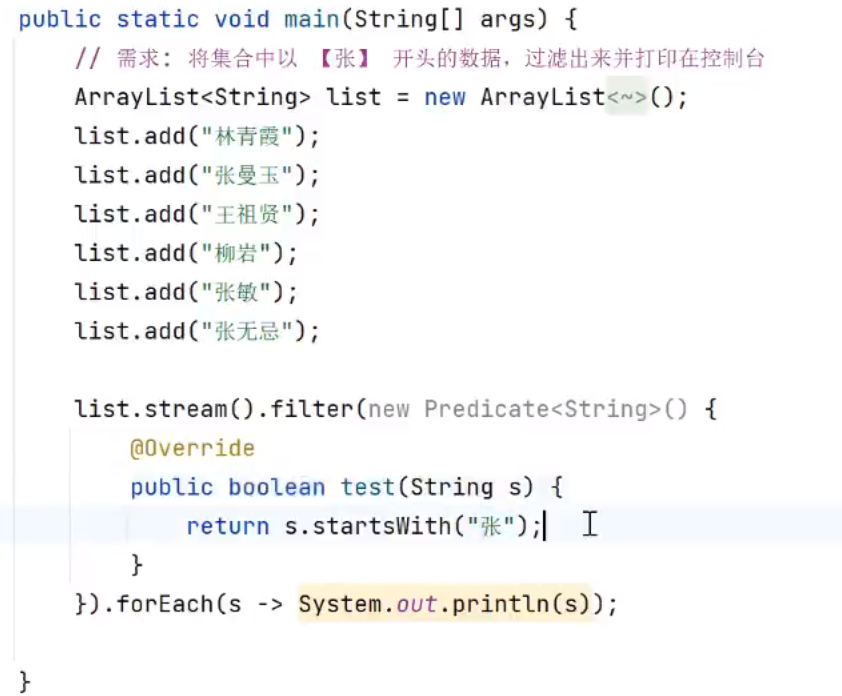 public static void main(String[] args) {
// 需求: 将集合中以 【张】 开头的数据, 过滤出来并打印在控制台
ArrayList<String> list = new ArrayList<~>();
list.add("林青霞");
list.add("张曼玉");
list.add("王祖贤");
list.add("柳岩");
list.add("张敏");
list.add("张无忌");
list.stream().filter(new Predicate<String>() {
@Override
public boolean test(String s) {
return s.startsWith("张");
}
}).forEach(s -> System.out.println(s));
}